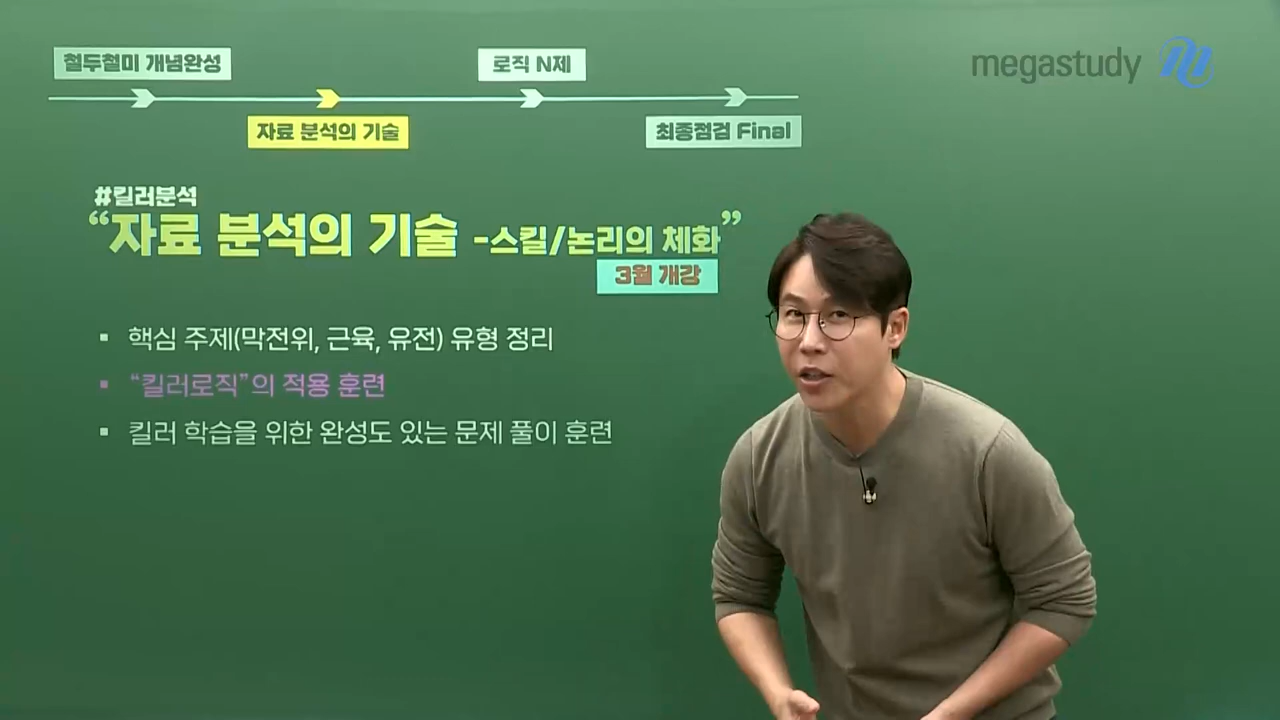 철두철미 개념완성
로직 N제
megastudy
자료 분석의 기술
최종점검 Final
#킬러분석
“자료 분석의 기술 -스킬/논리의 체화”
3월 개강
▪ 핵심 주제(막전위, 근육, 유전) 유형 정리
▪ “킬러로직”의 적용 훈련
▪ 킬러 학습을 위한 완성도 있는 문제 풀이 훈련